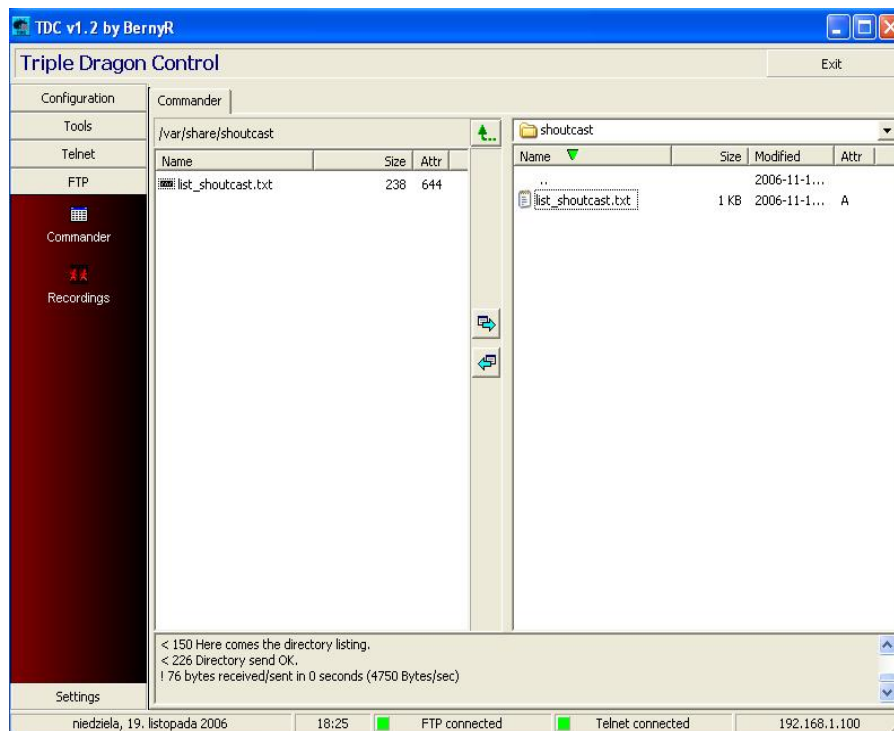 TDC v1.2 by BernyR
Triple Dragon Control
Exit
Configuration
Tools
Telnet
FTP
Commander
Recordings
Settings
Commander
/var/share/shoutcast
Name Size Attr
list_shoutcast.txt 238 644
shoutcast
Name Size Modified Attr
.. 2006-11-1...
list_shoutcast.txt 1 KB 2006-11-1... A
< 150 Here comes the directory listing.
< 226 Directory send OK.
! 76 bytes received/sent in 0 seconds (4750 Bytes/sec)
niedziela, 19. listopada 2006 18:25 FTP connected Telnet connected 192.168.1.100